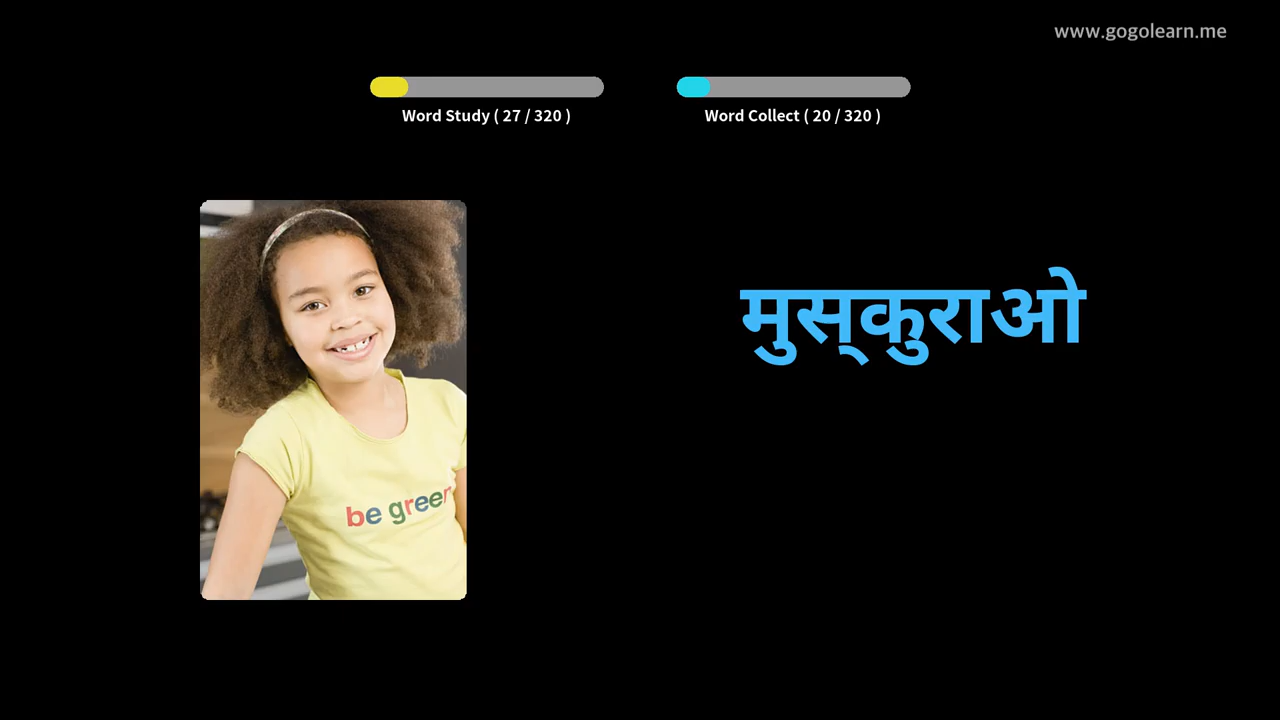 www.gogolearn.me
Word Study ( 27 / 320 )
Word Collect ( 20 / 320 )
मुस्कुराओ
be green